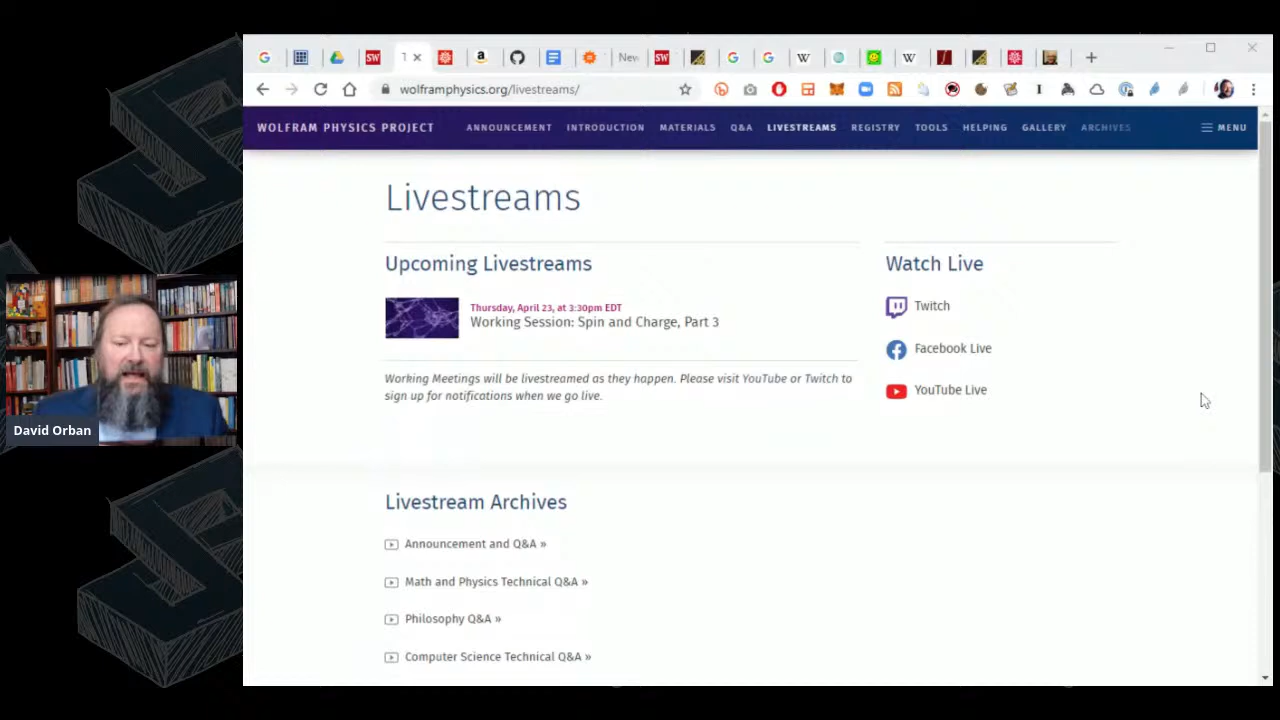 T
New
wolframphysics.org/livestreams/
WOLFRAM PHYSICS PROJECT ANNOUNCEMENT INTRODUCTION MATERIALS Q&A LIVESTREAMS REGISTRY TOOLS HELPING GALLERY ARCHIVES MENU
Livestreams
Upcoming Livestreams
Thursday, April 23, at 3:30pm EDT
Working Session: Spin and Charge, Part 3
Working Meetings will be livestreamed as they happen. Please visit YouTube or Twitch to
sign up for notifications when we go live.
Watch Live
Twitch
Facebook Live
YouTube Live
David Orban
Livestream Archives
Announcement and Q&A »
Math and Physics Technical Q&A »
Philosophy Q&A »
Computer Science Technical Q&A »